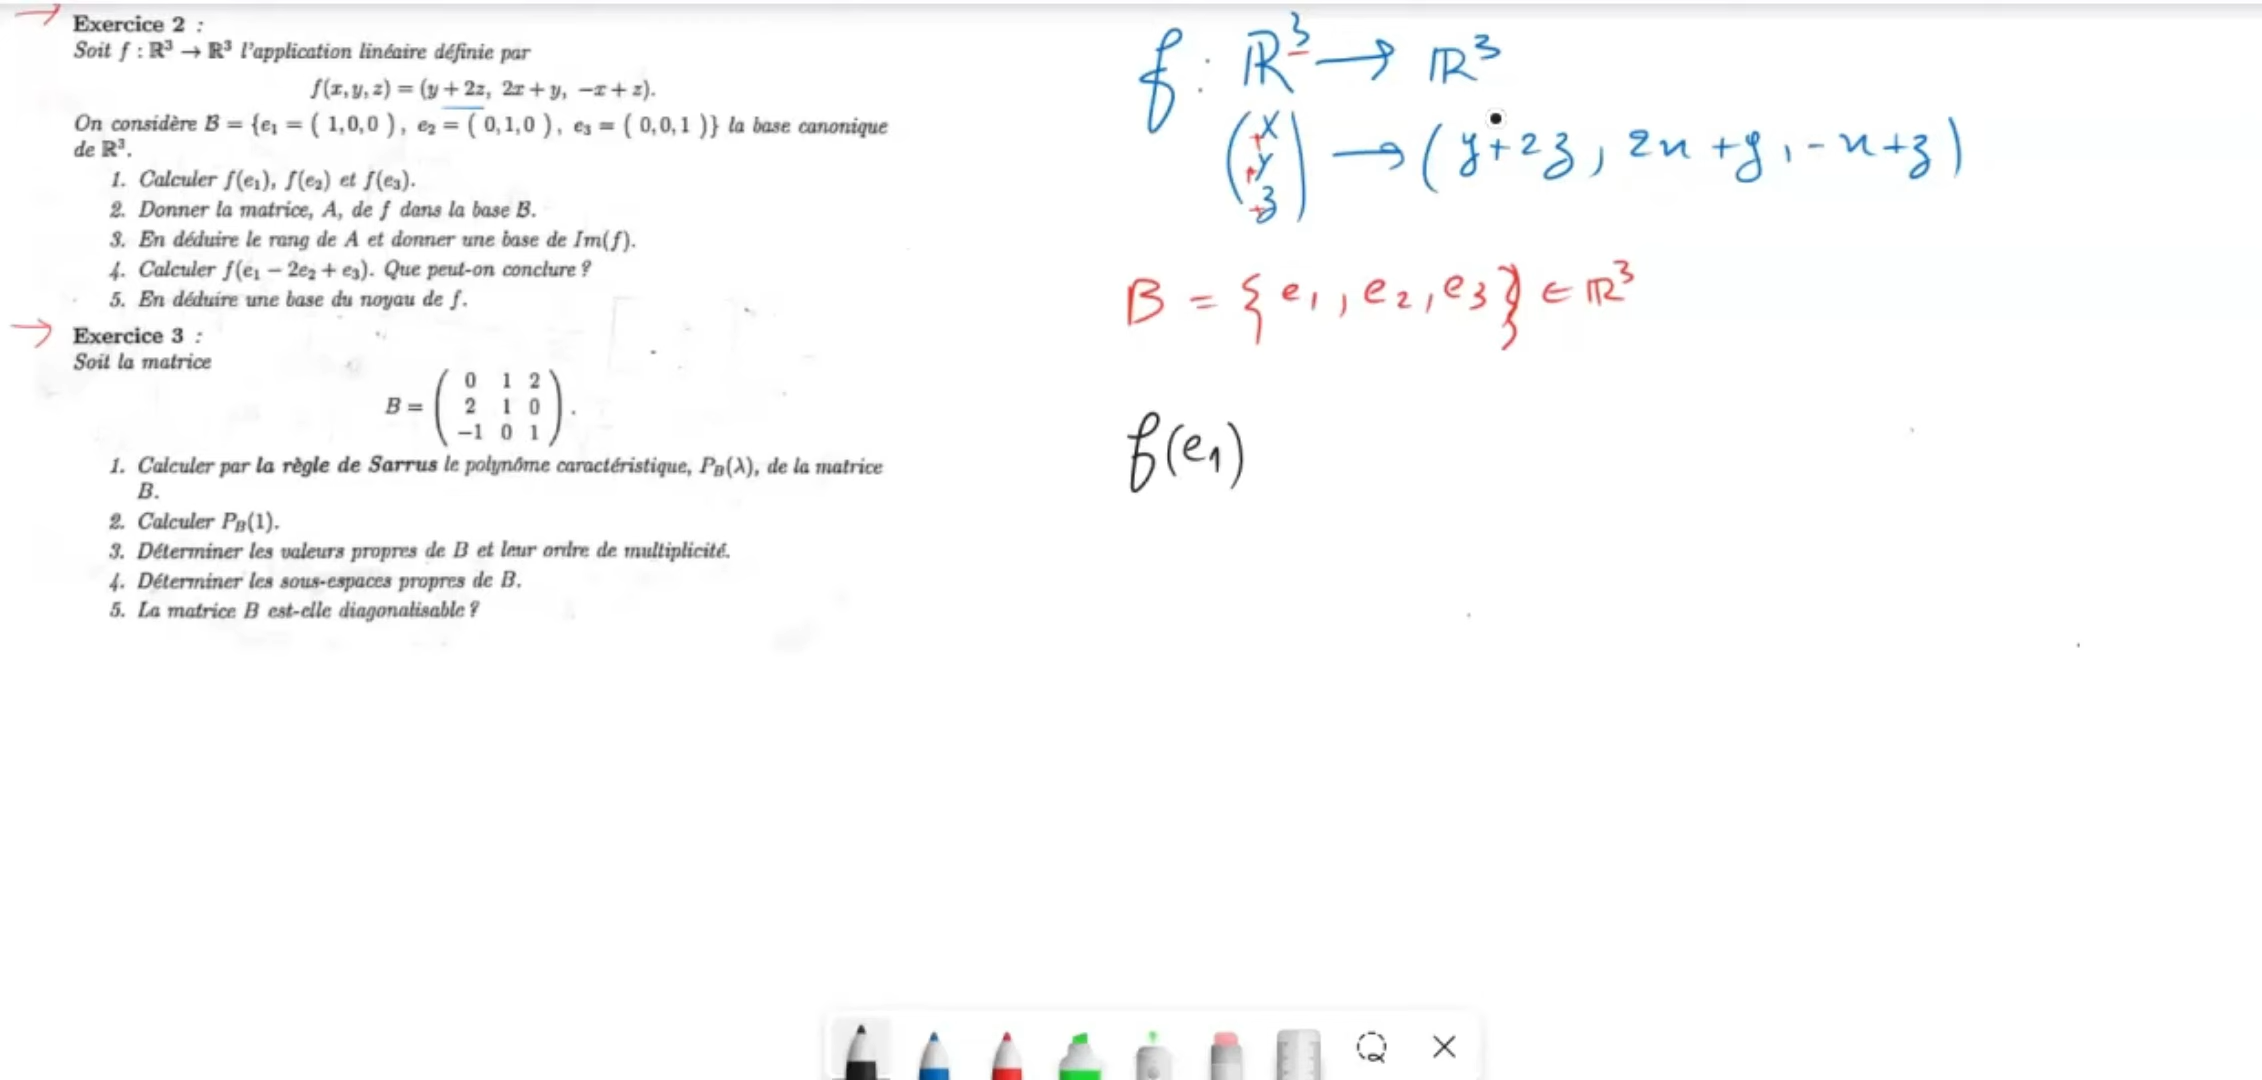 Exercice 2 :
Soit f : ℝ³ → ℝ³ l'application linéaire définie par
f(x, y, z) = (y + 2z, 2x + y, −x + z).
On considère B = {e₁ = ( 1,0,0 ), e₂ = ( 0,1,0 ), e₃ = ( 0,0,1 )} la base canonique
de ℝ³.
1. Calculer f(e₁), f(e₂) et f(e₃).
2. Donner la matrice, A, de f dans la base B.
3. En déduire le rang de A et donner une base de Im(f).
4. Calculer f(e₁ − 2e₂ + e₃). Que peut-on conclure ?
5. En déduire une base du noyau de f.
Exercice 3 :
Soit la matrice
0 1 2
B = 2 1 0 .
−1 0 1
1. Calculer par la règle de Sarrus le polynôme caractéristique, P_B(λ), de la matrice
B.
2. Calculer P_B(1).
3. Déterminer les valeurs propres de B et leur ordre de multiplicité.
4. Déterminer les sous-espaces propres de B.
5. La matrice B est-elle diagonalisable ?
f : ℝ³ → ℝ³
(x y z) → (y+2z, 2x+y, -x+z)
B = {e₁, e₂, e₃} ∈ ℝ³
f(e₁)